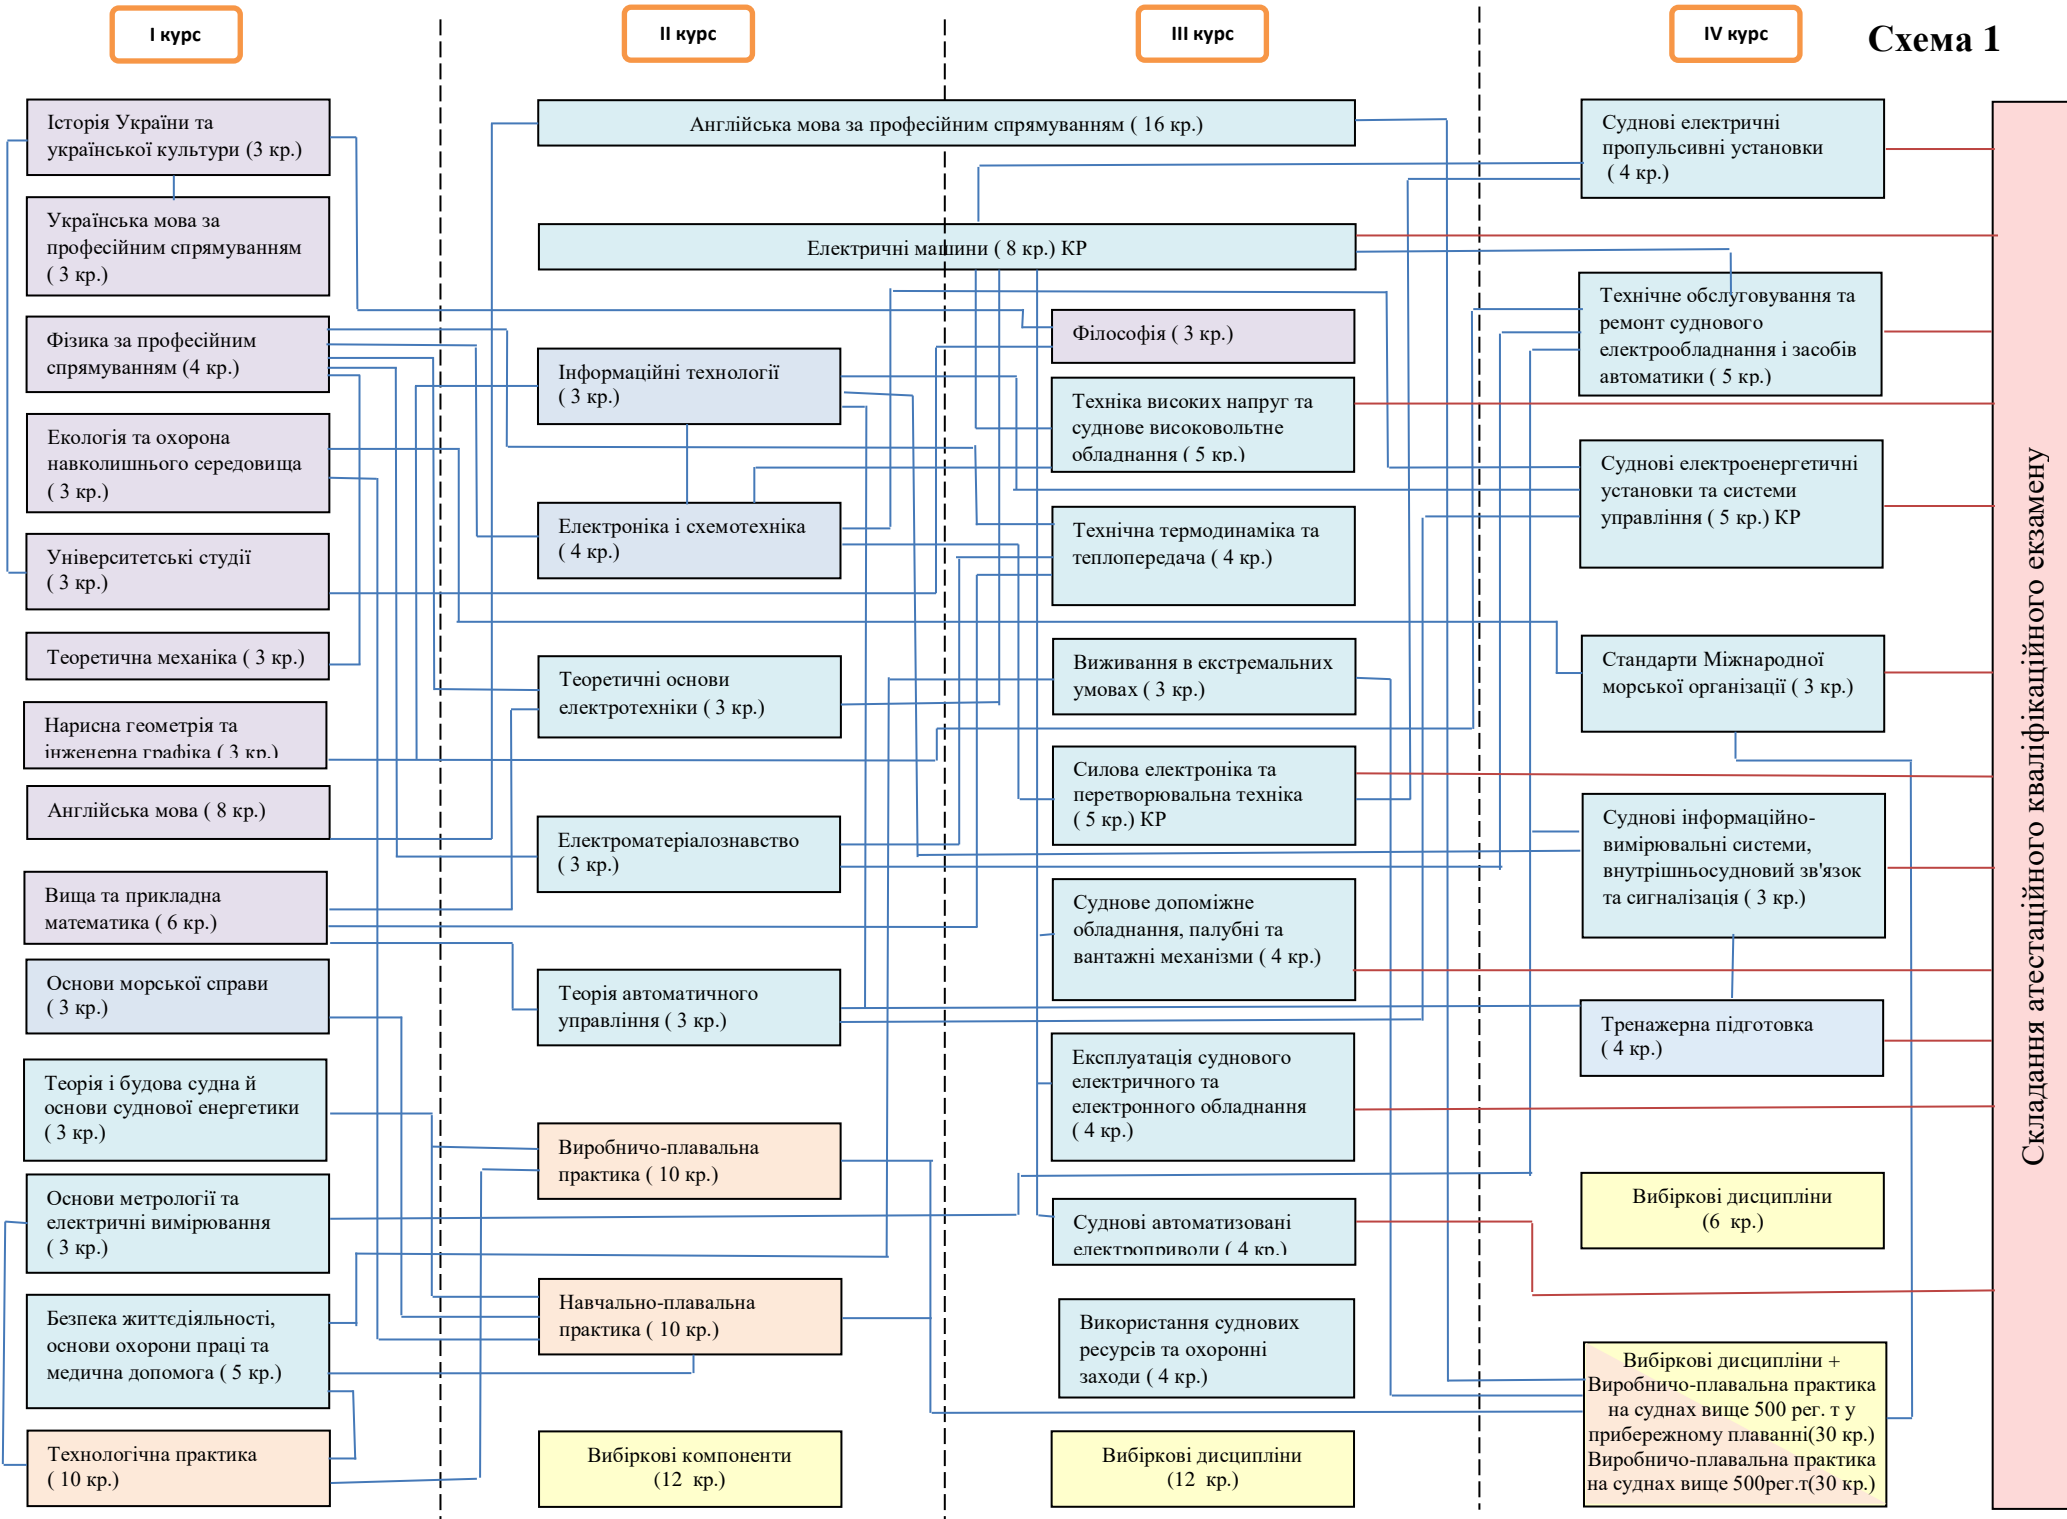 І курс
ІІ курс
ІІІ курс
IV курс
Схема 1
Історія України та
української культури (3 кр.)
Українська мова за
професійним спрямуванням
( 3 кр.)
Фізика за професійним
спрямуванням (4 кр.)
Екологія та охорона
навколишнього середовища
( 3 кр.)
Університетські студії
( 3 кр.)
Теоретична механіка ( 3 кр.)
Нарисна геометрія та
інженерна графіка ( 3 кр.)
Англійська мова ( 8 кр.)
Вища та прикладна
математика ( 6 кр.)
Основи морської справи
( 3 кр.)
Теорія і будова судна й
основи суднової енергетики
( 3 кр.)
Основи метрології та
електричні вимірювання
( 3 кр.)
Безпека життєдіяльності,
основи охорони праці та
медична допомога ( 5 кр.)
Технологічна практика
( 10 кр.)
Англійська мова за професійним спрямуванням ( 16 кр.)
Електричні машини ( 8 кр.) КР
Інформаційні технології
( 3 кр.)
Електроніка і схемотехніка
( 4 кр.)
Теоретичні основи
електротехніки ( 3 кр.)
Електроматеріалознавство
( 3 кр.)
Теорія автоматичного
управління ( 3 кр.)
Виробничо-плавальна
практика ( 10 кр.)
Навчально-плавальна
практика ( 10 кр.)
Вибіркові компоненти
(12 кр.)
Філософія ( 3 кр.)
Техніка високих напруг та
суднове високовольтне
обладнання ( 5 кр.)
Технічна термодинаміка та
теплопередача ( 4 кр.)
Виживання в екстремальних
умовах ( 3 кр.)
Силова електроніка та
перетворювальна техніка
( 5 кр.) КР
Суднове допоміжне
обладнання, палубні та
вантажні механізми ( 4 кр.)
Експлуатація суднового
електричного та
електронного обладнання
( 4 кр.)
Суднові автоматизовані
електроприводи ( 4 кр.)
Використання суднових
ресурсів та охоронні
заходи ( 4 кр.)
Вибіркові дисципліни
(12 кр.)
Суднові електричні
пропульсивні установки
( 4 кр.)
Технічне обслуговування та
ремонт суднового
електрообладнання і засобів
автоматики ( 5 кр.)
Суднові електроенергетичні
установки та системи
управління ( 5 кр.) КР
Стандарти Міжнародної
морської організації ( 3 кр.)
Суднові інформаційно-
вимірювальні системи,
внутрішньосудновий зв'язок
та сигналізація ( 3 кр.)
Тренажерна підготовка
( 4 кр.)
Вибіркові дисципліни
(6 кр.)
Вибіркові дисципліни +
Виробничо-плавальна практика
на суднах вище 500 рег. т у
прибережному плаванні(30 кр.)
Виробничо-плавальна практика
на суднах вище 500рег.т(30 кр.)
Складання атестаційного кваліфікаційного екзамену